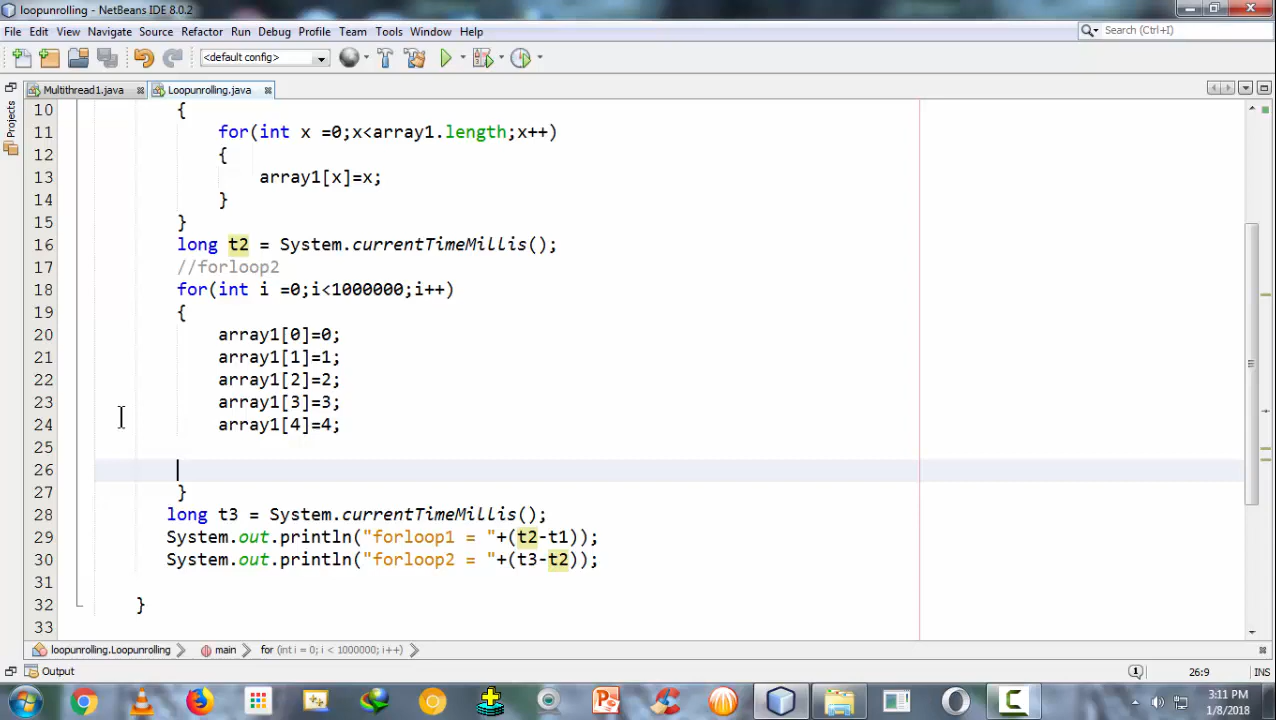 loopunrolling - NetBeans IDE 8.0.2
File Edit View Navigate Source Refactor Run Debug Profile Team Tools Window Help
Search (Ctrl+I)
<default config>
Multithread1.java
Loopunrolling.java
Projects
10 {
11 for(int x =0;x<array1.length;x++)
12 {
13 array1[x]=x;
14 }
15 }
16 long t2 = System.currentTimeMillis();
17 //forloop2
18 for(int i =0;i<1000000;i++)
19 {
20 array1[0]=0;
21 array1[1]=1;
22 array1[2]=2;
23 array1[3]=3;
24 array1[4]=4;
25
26
27 }
28 long t3 = System.currentTimeMillis();
29 System.out.println("forloop1 = "+(t2-t1));
30 System.out.println("forloop2 = "+(t3-t2));
31
32 }
33
loopunrolling.Loopunrolling main for (int i = 0; i < 1000000; i++)
Output
1 26:9 INS
3:11 PM
1/8/2018